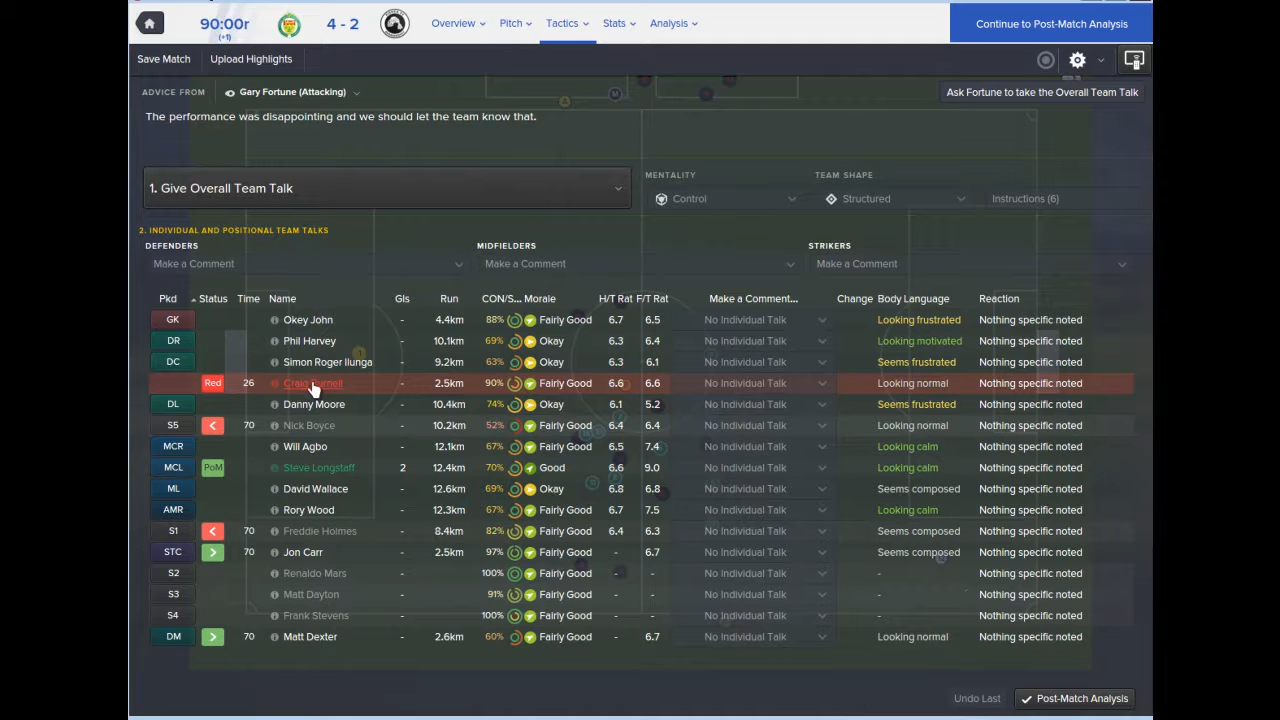 90:00r
(+1)
4 - 2
Overview
Pitch
Tactics
Stats
Analysis
Continue to Post-Match Analysis
Save Match
Upload Highlights
ADVICE FROM
Gary Fortune (Attacking)
Ask Fortune to take the Overall Team Talk
The performance was disappointing and we should let the team know that.
1. Give Overall Team Talk
MENTALITY
Control
TEAM SHAPE
Structured
Instructions (6)
2. INDIVIDUAL AND POSITIONAL TEAM TALKS
DEFENDERS MIDFIELDERS STRIKERS
Make a Comment Make a Comment Make a Comment
Pkd Status Time Name Gls Run CON/S... Morale H/T Rat F/T Rat Make a Comment... Change Body Language Reaction
GK Okey John - 4.4km 88% Fairly Good 6.7 6.5 No Individual Talk Looking frustrated Nothing specific noted
DR Phil Harvey - 10.1km 69% Okay 6.3 6.4 No Individual Talk Looking motivated Nothing specific noted
DC Simon Roger Ilunga - 9.2km 63% Okay 6.3 6.1 No Individual Talk Seems frustrated Nothing specific noted
Red 26 Craig - 2.5km 90% Fairly Good 6.6 6.6 No Individual Talk Looking normal Nothing specific noted
DL Danny Moore - 10.4km 74% Okay 6.1 5.2 No Individual Talk Seems frustrated Nothing specific noted
S5 70 Nick Boyce - 10.2km 52% Fairly Good 6.4 6.4 No Individual Talk Looking normal Nothing specific noted
MCR Will Agbo - 12.1km 67% Fairly Good 6.5 7.4 No Individual Talk Looking calm Nothing specific noted
MCL PoM Steve Longstaff 2 12.4km 70% Good 6.6 9.0 No Individual Talk Looking calm Nothing specific noted
ML David Wallace - 12.6km 69% Okay 6.8 6.8 No Individual Talk Seems composed Nothing specific noted
AMR Rory Wood - 12.3km 67% Fairly Good 6.7 7.5 No Individual Talk Looking calm Nothing specific noted
S1 70 Freddie Holmes - 8.4km 82% Fairly Good 6.4 6.3 No Individual Talk Seems composed Nothing specific noted
STC 70 Jon Carr - 2.5km 97% Fairly Good - 6.7 No Individual Talk Seems composed Nothing specific noted
S2 Renaldo Mars - 100% Fairly Good - - No Individual Talk - Nothing specific noted
S3 Matt Dayton - 91% Fairly Good - - No Individual Talk - Nothing specific noted
S4 Frank Stevens - 100% Fairly Good - - No Individual Talk - Nothing specific noted
DM 70 Matt Dexter - 2.6km 60% Fairly Good - 6.7 No Individual Talk Looking normal Nothing specific noted
Undo Last
Post-Match Analysis